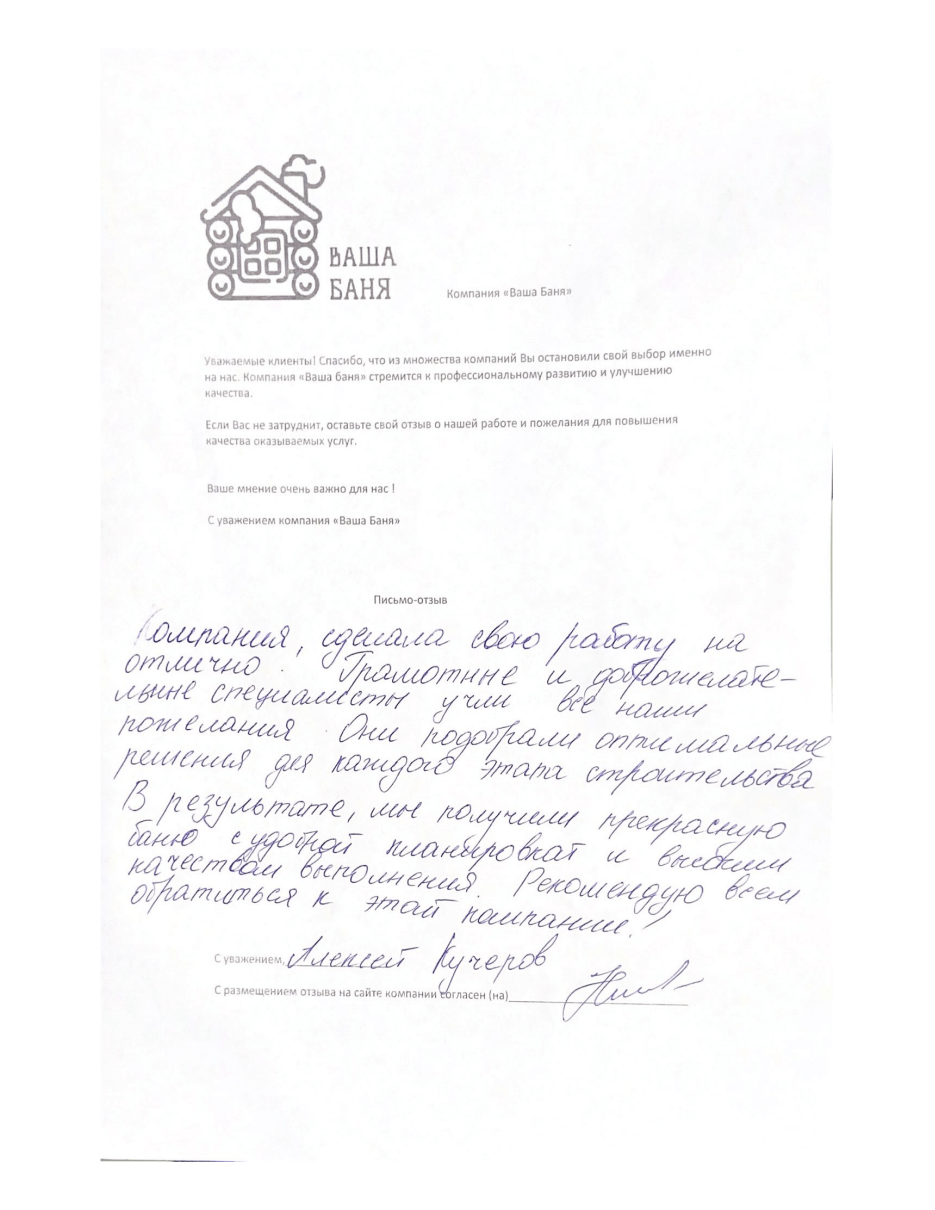 ВАША
БАНЯ
Компания «Ваша Баня»
Уважаемые клиенты! Спасибо, что из множества компаний Вы остановили свой выбор именно
на нас. Компания «Ваша баня» стремится к профессиональному развитию и улучшению
качества.
Если Вас не затруднит, оставьте свой отзыв о нашей работе и пожелания для повышения
качества оказываемых услуг.
Ваше мнение очень важно для нас !
С уважением компания «Ваша Баня»
Письмо-отзыв
Компания, сделала свою работу на
отлично. Грамотные и доброжелате-
льные специалисты учли все наши
пожелания. Они подобрали оптимальные
решения для каждого этапа строительства
В результате, мы получили прекрасную
баню с удобной планировкой и высоким
качеством выполнения. Рекомендую всем
обратиться к этой компании!
С уважением, Алексей Кучеров
С размещением отзыва на сайте компании согласен (на)